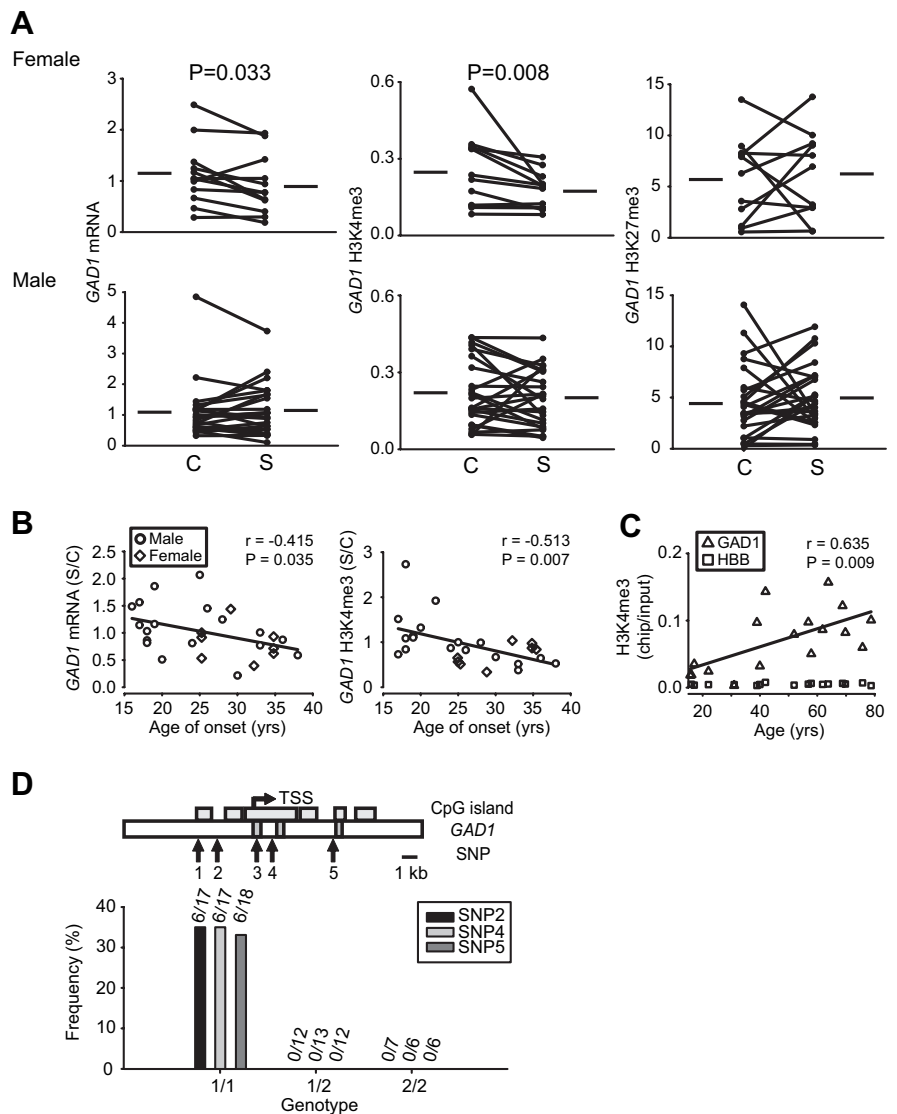 A
Female
P=0.033
P=0.008
GAD1 mRNA
3
2
1
0
GAD1 H3K4me3
0.6
0.3
0.0
GAD1 H3K27me3
15
10
5
0
Male
5
4
3
2
1
0
0.6
0.3
0.0
15
10
5
0
C S
C S
C S
B
Male
Female
r = -0.415
P = 0.035
GAD1 mRNA (S/C)
2.5
2.0
1.5
1.0
0.5
0.0
15 20 25 30 35 40
Age of onset (yrs)
r = -0.513
P = 0.007
GAD1 H3K4me3 (S/C)
3
2
1
0
15 20 25 30 35 40
Age of onset (yrs)
C
GAD1
HBB
r = 0.635
P = 0.009
H3K4me3
(chip/input)
0.2
0.1
0.0
20 40 60 80
Age (yrs)
D
TSS
CpG island
GAD1
SNP
1 2 3 4 5
1 kb
6/17 6/17 6/18
SNP2
SNP4
SNP5
Frequency (%)
40
30
20
10
0
0/12 0/13 0/12
0/7 0/6 0/6
1/1 1/2 2/2
Genotype